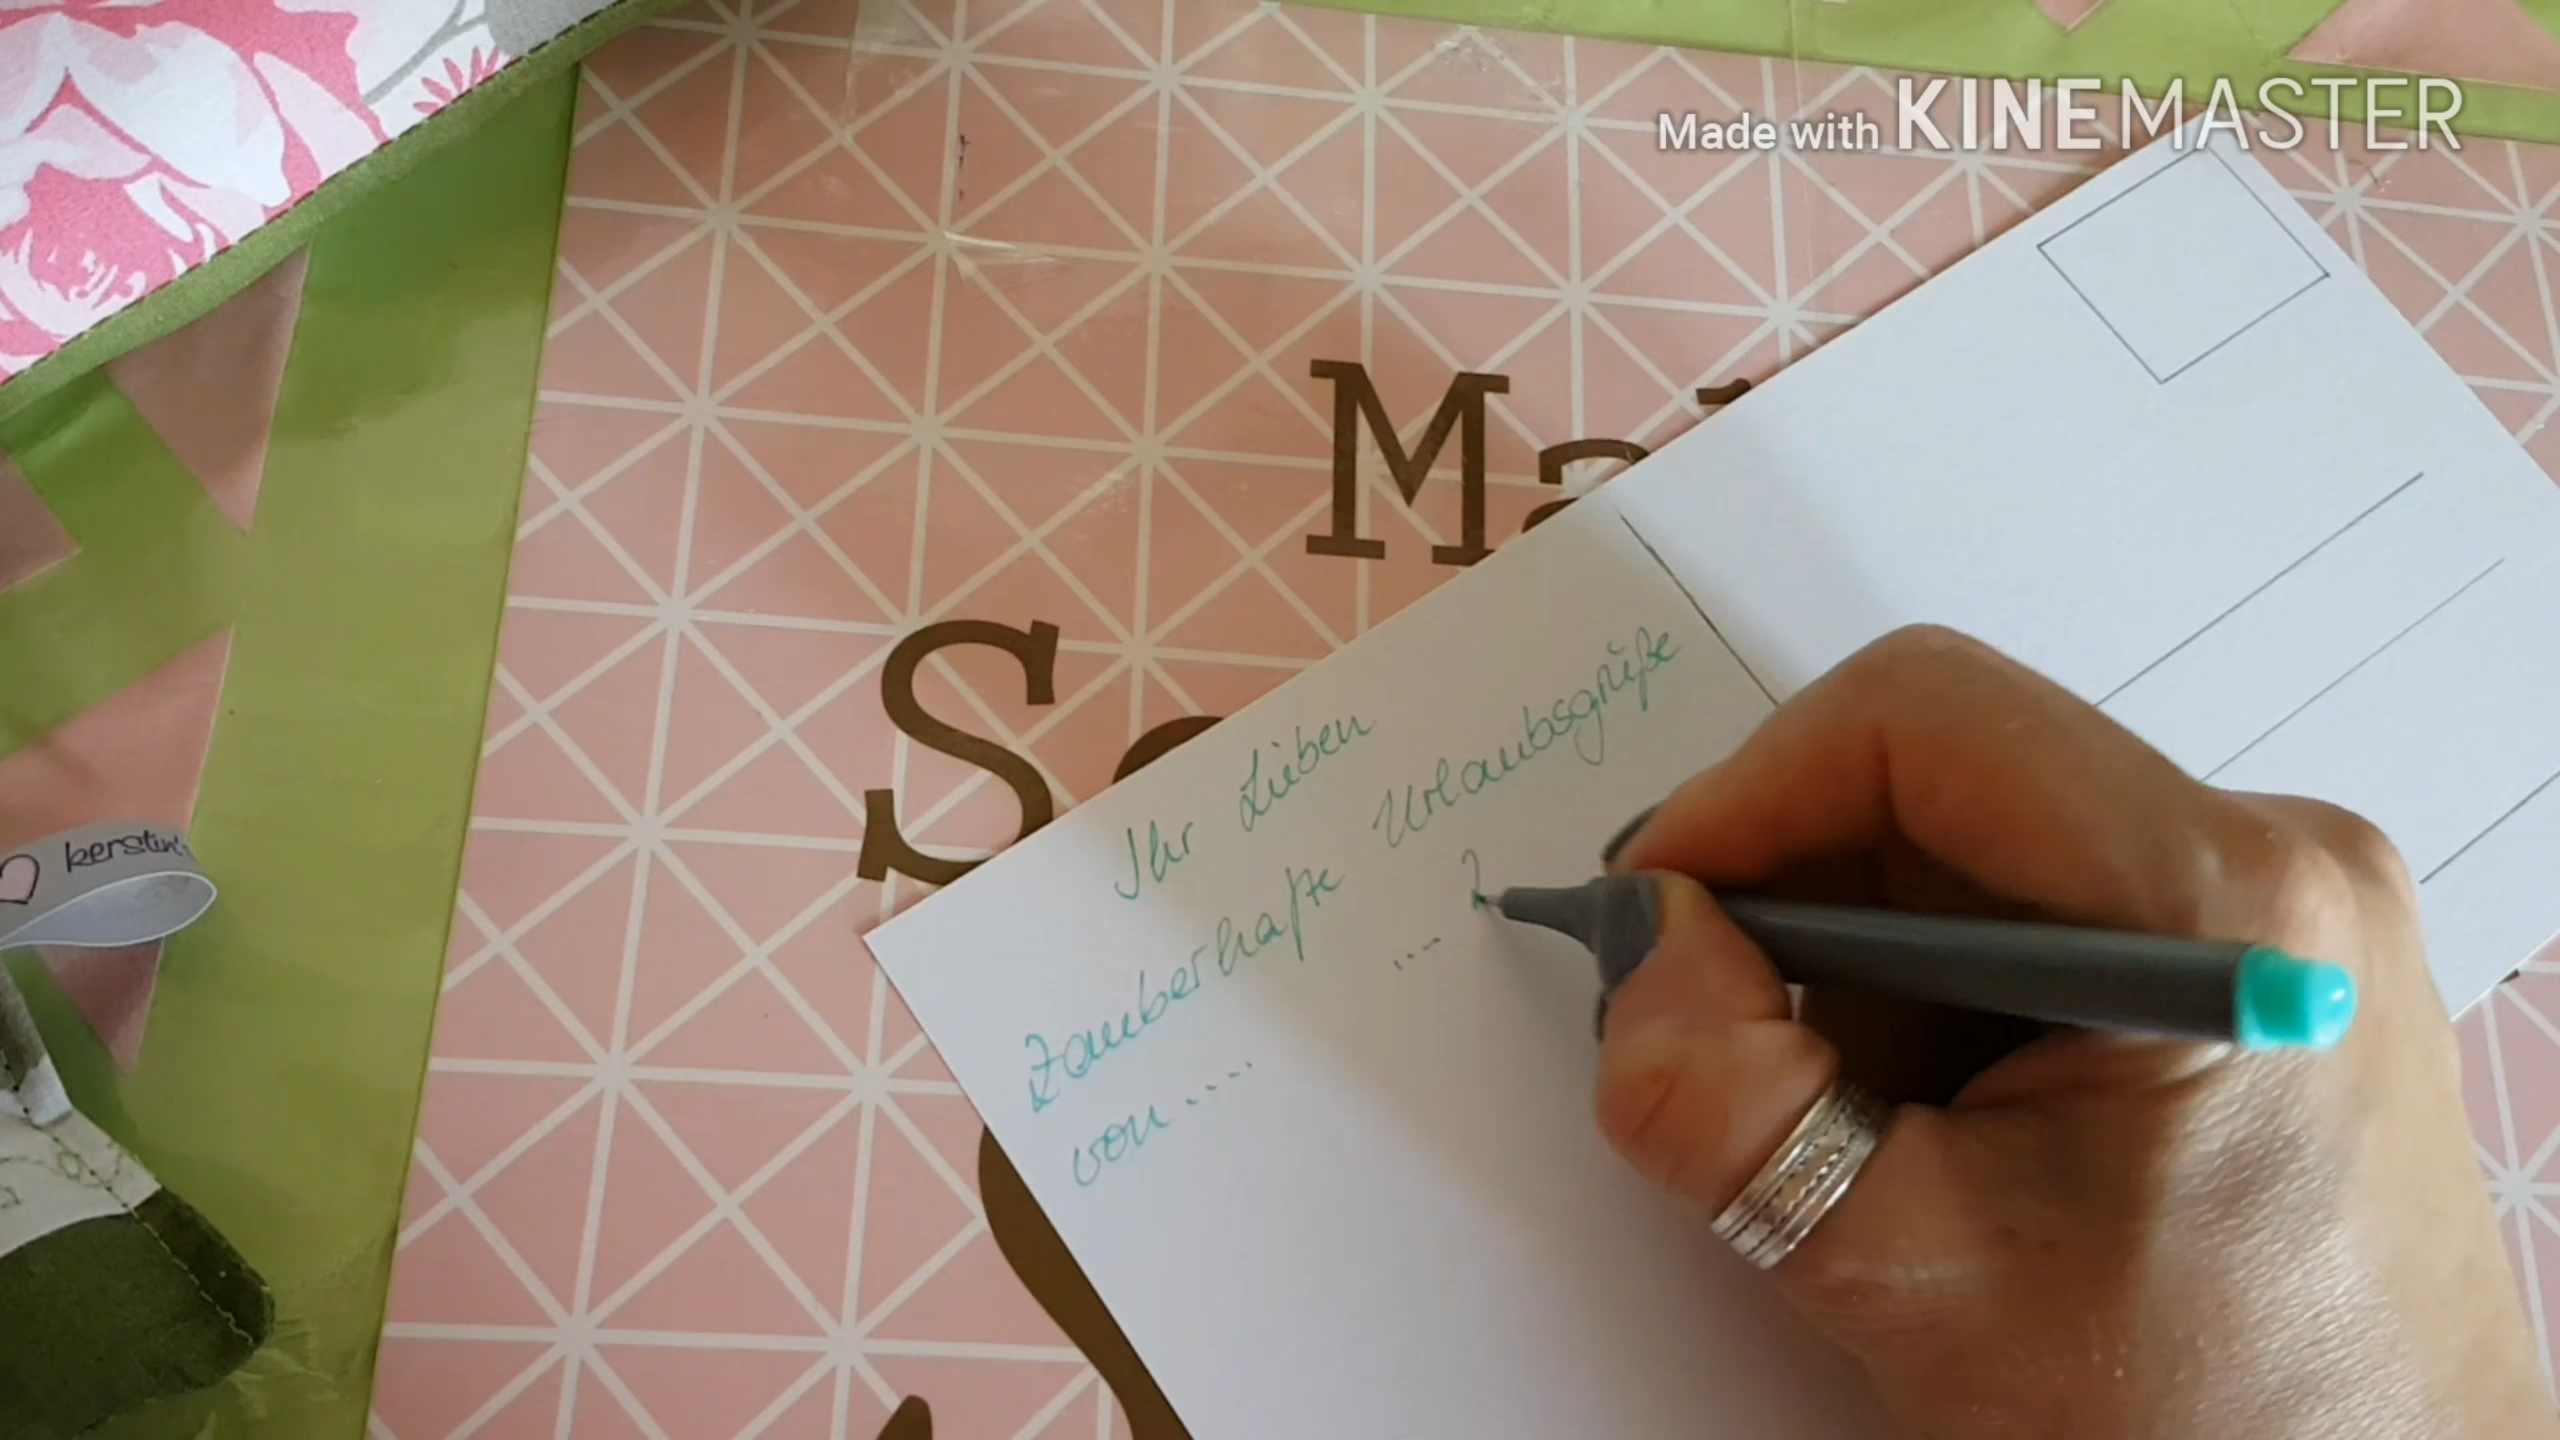 Made with KINEMASTER
M
S
kerstin's
Ihr Lieben
Zauberhafte Urlaubsgrüße
von.....
....